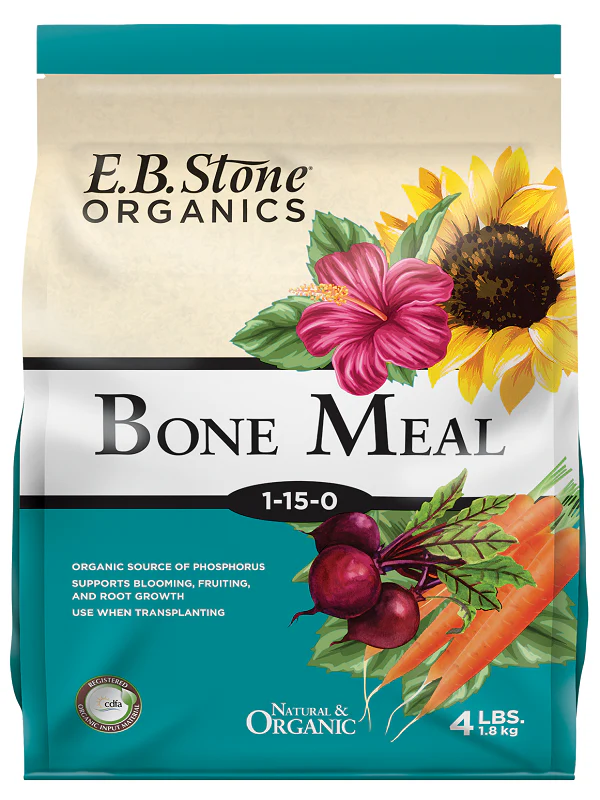 E.B. Stone®
ORGANICS
BONE MEAL
1-15-0
ORGANIC SOURCE OF PHOSPHORUS
SUPPORTS BLOOMING, FRUITING,
AND ROOT GROWTH
USE WHEN TRANSPLANTING
REGISTERED
cdfa
ORGANIC INPUT MATERIAL
NATURAL &
ORGANIC
4 LBS.
1.8 kg